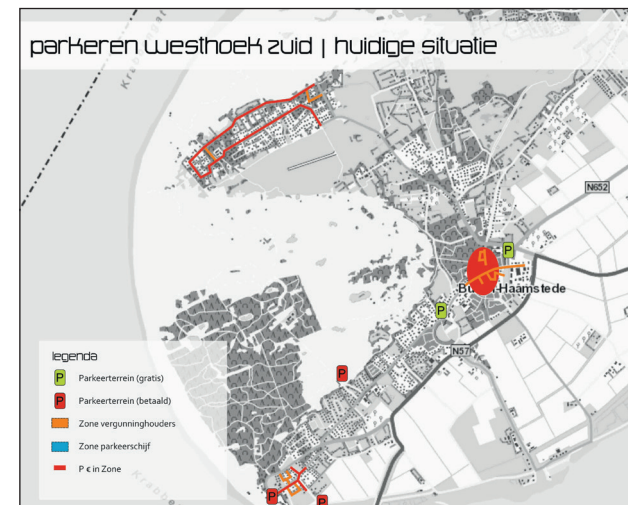 parkeren westhoek zuid | huidige situatie
Krabbengat
N652
P
Haamstede
P
N57
P
legenda
P Parkeerterrein (gratis)
P Parkeerterrein (betaald)
Zone vergunninghouders
Zone parkeerschijf
P € in Zone
P
P